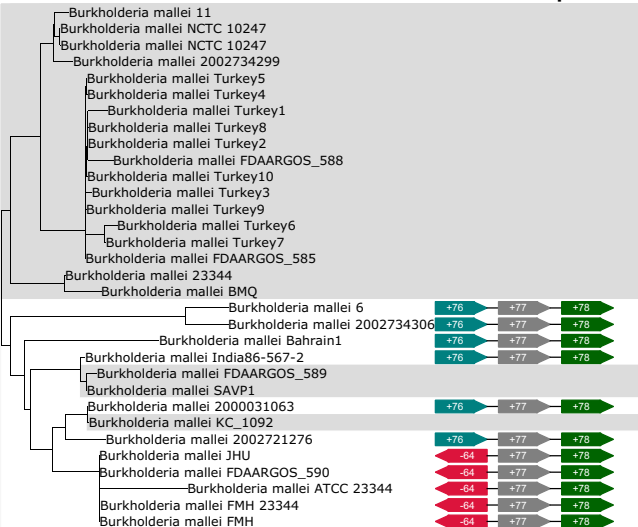 Burkholderia mallei 11
Burkholderia mallei NCTC 10247
Burkholderia mallei NCTC 10247
Burkholderia mallei 2002734299
Burkholderia mallei Turkey5
Burkholderia mallei Turkey4
Burkholderia mallei Turkey1
Burkholderia mallei Turkey8
Burkholderia mallei Turkey2
Burkholderia mallei FDAARGOS_588
Burkholderia mallei Turkey10
Burkholderia mallei Turkey3
Burkholderia mallei Turkey9
Burkholderia mallei Turkey6
Burkholderia mallei Turkey7
Burkholderia mallei FDAARGOS_585
Burkholderia mallei 23344
Burkholderia mallei BMQ
Burkholderia mallei 6 +76 +77 +78
Burkholderia mallei 2002734306 +76 +77 +78
Burkholderia mallei Bahrain1 +76 +77 +78
Burkholderia mallei India86-567-2 +76 +77 +78
Burkholderia mallei FDAARGOS_589
Burkholderia mallei SAVP1
Burkholderia mallei 2000031063 +76 +77 +78
Burkholderia mallei KC_1092
Burkholderia mallei 2002721276 +76 +77 +78
Burkholderia mallei JHU -64 +77 +78
Burkholderia mallei FDAARGOS_590 -64 +77 +78
Burkholderia mallei ATCC 23344 -64 +77 +78
Burkholderia mallei FMH 23344 -64 +77 +78
Burkholderia mallei FMH -64 +77 +78